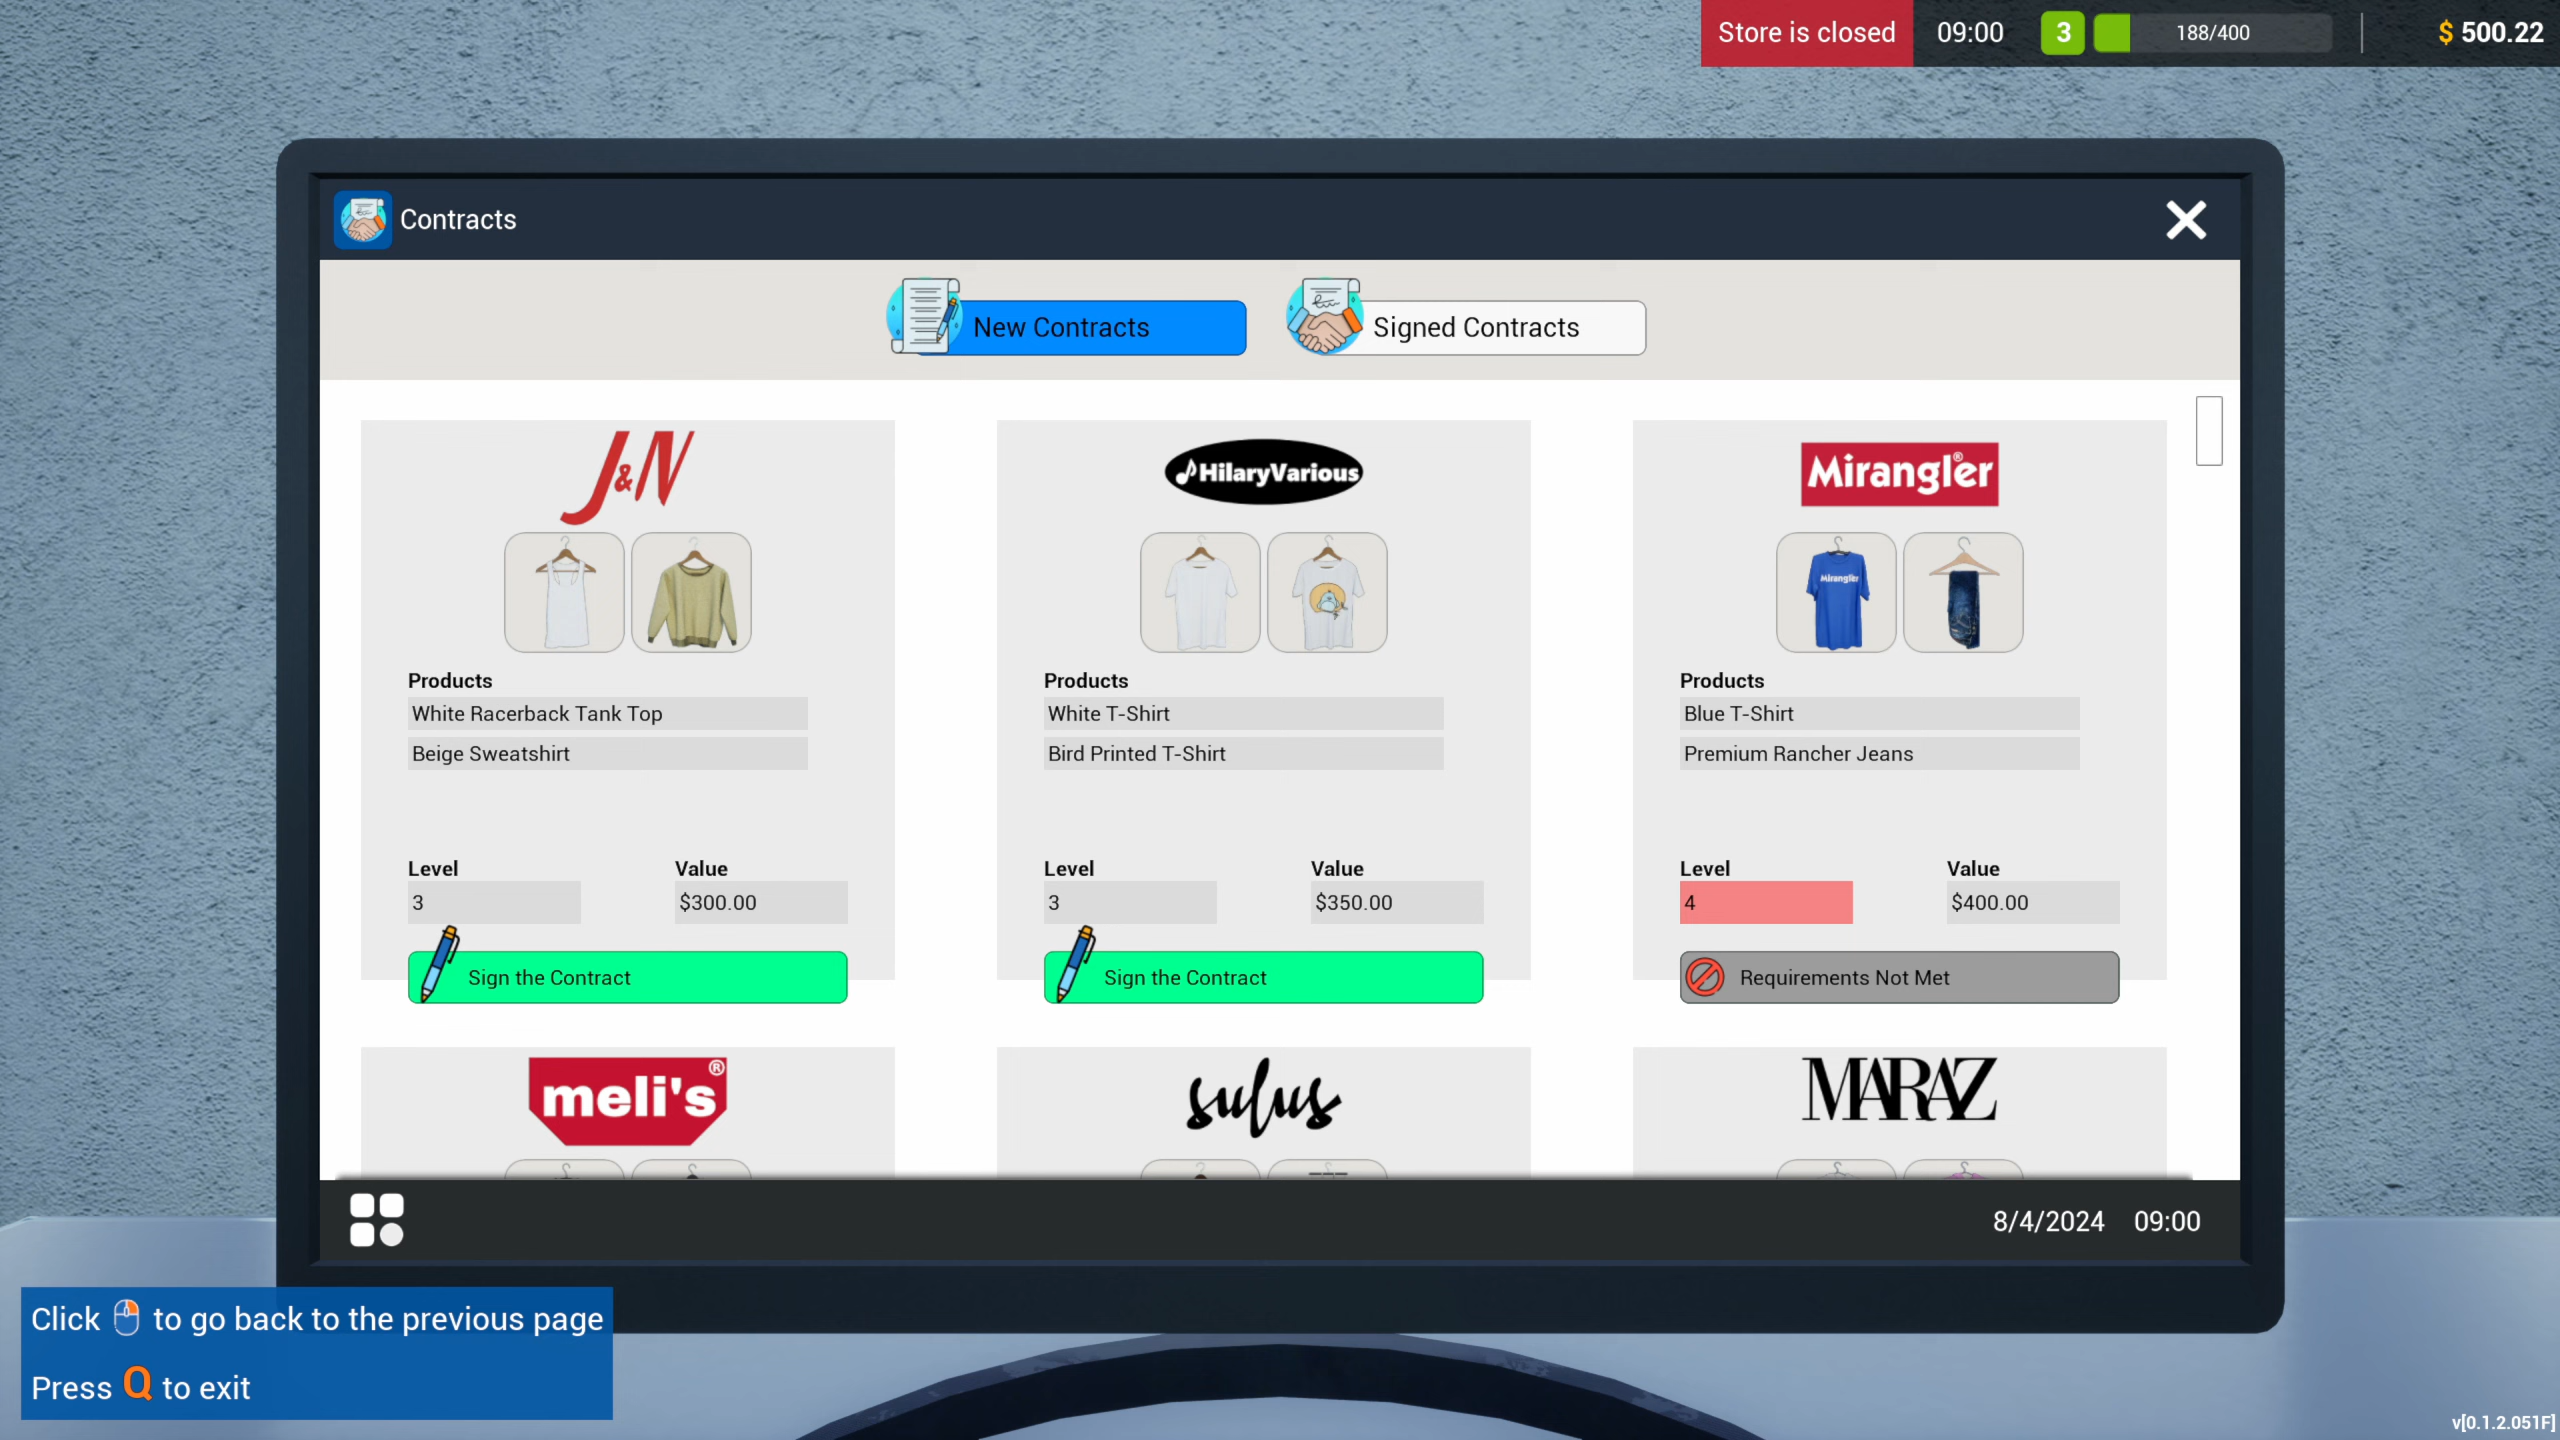 Store is closed 09:00 3 188/400 $ 500.22
Contracts
New Contracts Signed Contracts
J&N
Products
White Racerback Tank Top
Beige Sweatshirt
Level Value
3 $300.00
Sign the Contract
HilaryVarious
Products
White T-Shirt
Bird Printed T-Shirt
Level Value
3 $350.00
Sign the Contract
Mirangler®
Mirangler
Products
Blue T-Shirt
Premium Rancher Jeans
Level Value
4 $400.00
Requirements Not Met
meli's®
sulus
MARAZ
8/4/2024 09:00
Click to go back to the previous page
Press Q to exit
v[0.1.2.051F]